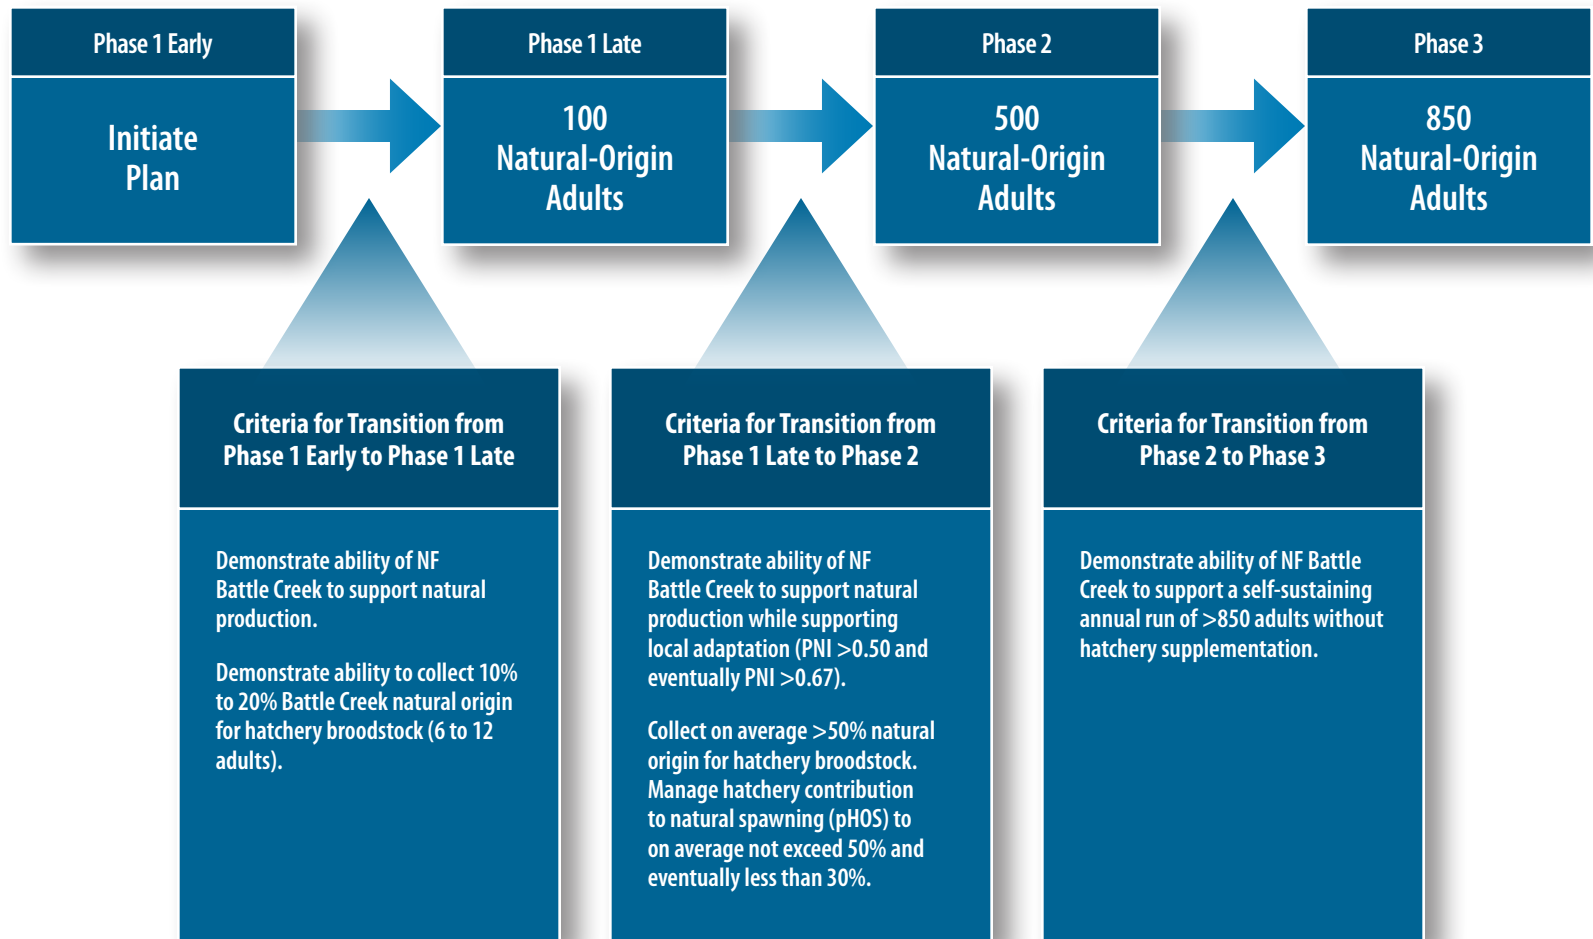 Phase 1 Early
Initiate
Plan
Phase 1 Late
100
Natural-Origin
Adults
Phase 2
500
Natural-Origin
Adults
Phase 3
850
Natural-Origin
Adults
Criteria for Transition from
Phase 1 Early to Phase 1 Late
Demonstrate ability of NF
Battle Creek to support natural
production.
Demonstrate ability to collect 10%
to 20% Battle Creek natural origin
for hatchery broodstock (6 to 12
adults).
Criteria for Transition from
Phase 1 Late to Phase 2
Demonstrate ability of NF
Battle Creek to support natural
production while supporting
local adaptation (PNI >0.50 and
eventually PNI >0.67).
Collect on average >50% natural
origin for hatchery broodstock.
Manage hatchery contribution
to natural spawning (pHOS) to
on average not exceed 50% and
eventually less than 30%.
Criteria for Transition from
Phase 2 to Phase 3
Demonstrate ability of NF Battle
Creek to support a self-sustaining
annual run of >850 adults without
hatchery supplementation.